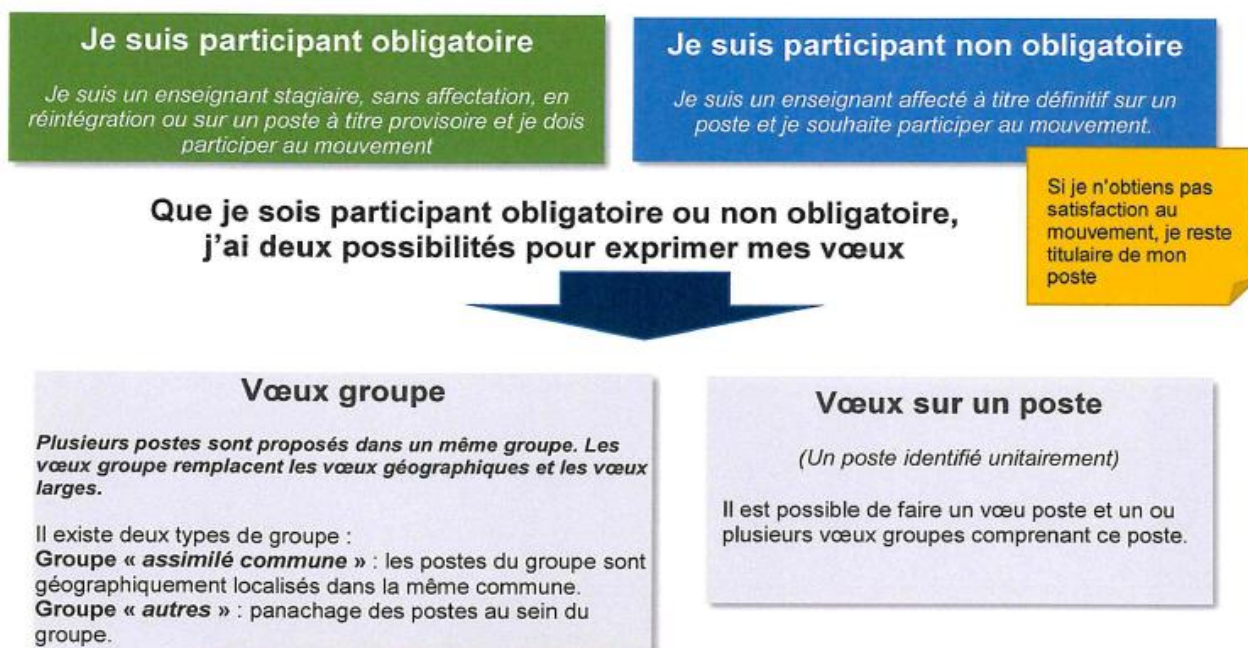 Je suis participant obligatoire
Je suis un enseignant stagiaire, sans affectation, en
réintégration ou sur un poste à titre provisoire et je dois
participer au mouvement
Je suis participant non obligatoire
Je suis un enseignant affecté à titre définitif sur un
poste et je souhaite participer au mouvement.
Si je n'obtiens pas
satisfaction au
mouvement, je reste
titulaire de mon
poste
Que je sois participant obligatoire ou non obligatoire,
j'ai deux possibilités pour exprimer mes vœux
Vœux groupe
Plusieurs postes sont proposés dans un même groupe. Les
vœux groupe remplacent les vœux géographiques et les vœux
larges.
Il existe deux types de groupe :
Groupe « assimilé commune » : les postes du groupe sont
géographiquement localisés dans la même commune.
Groupe « autres » : panachage des postes au sein du
groupe.
Vœux sur un poste
(Un poste identifié unitairement)
Il est possible de faire un vœu poste et un ou
plusieurs vœux groupes comprenant ce poste.